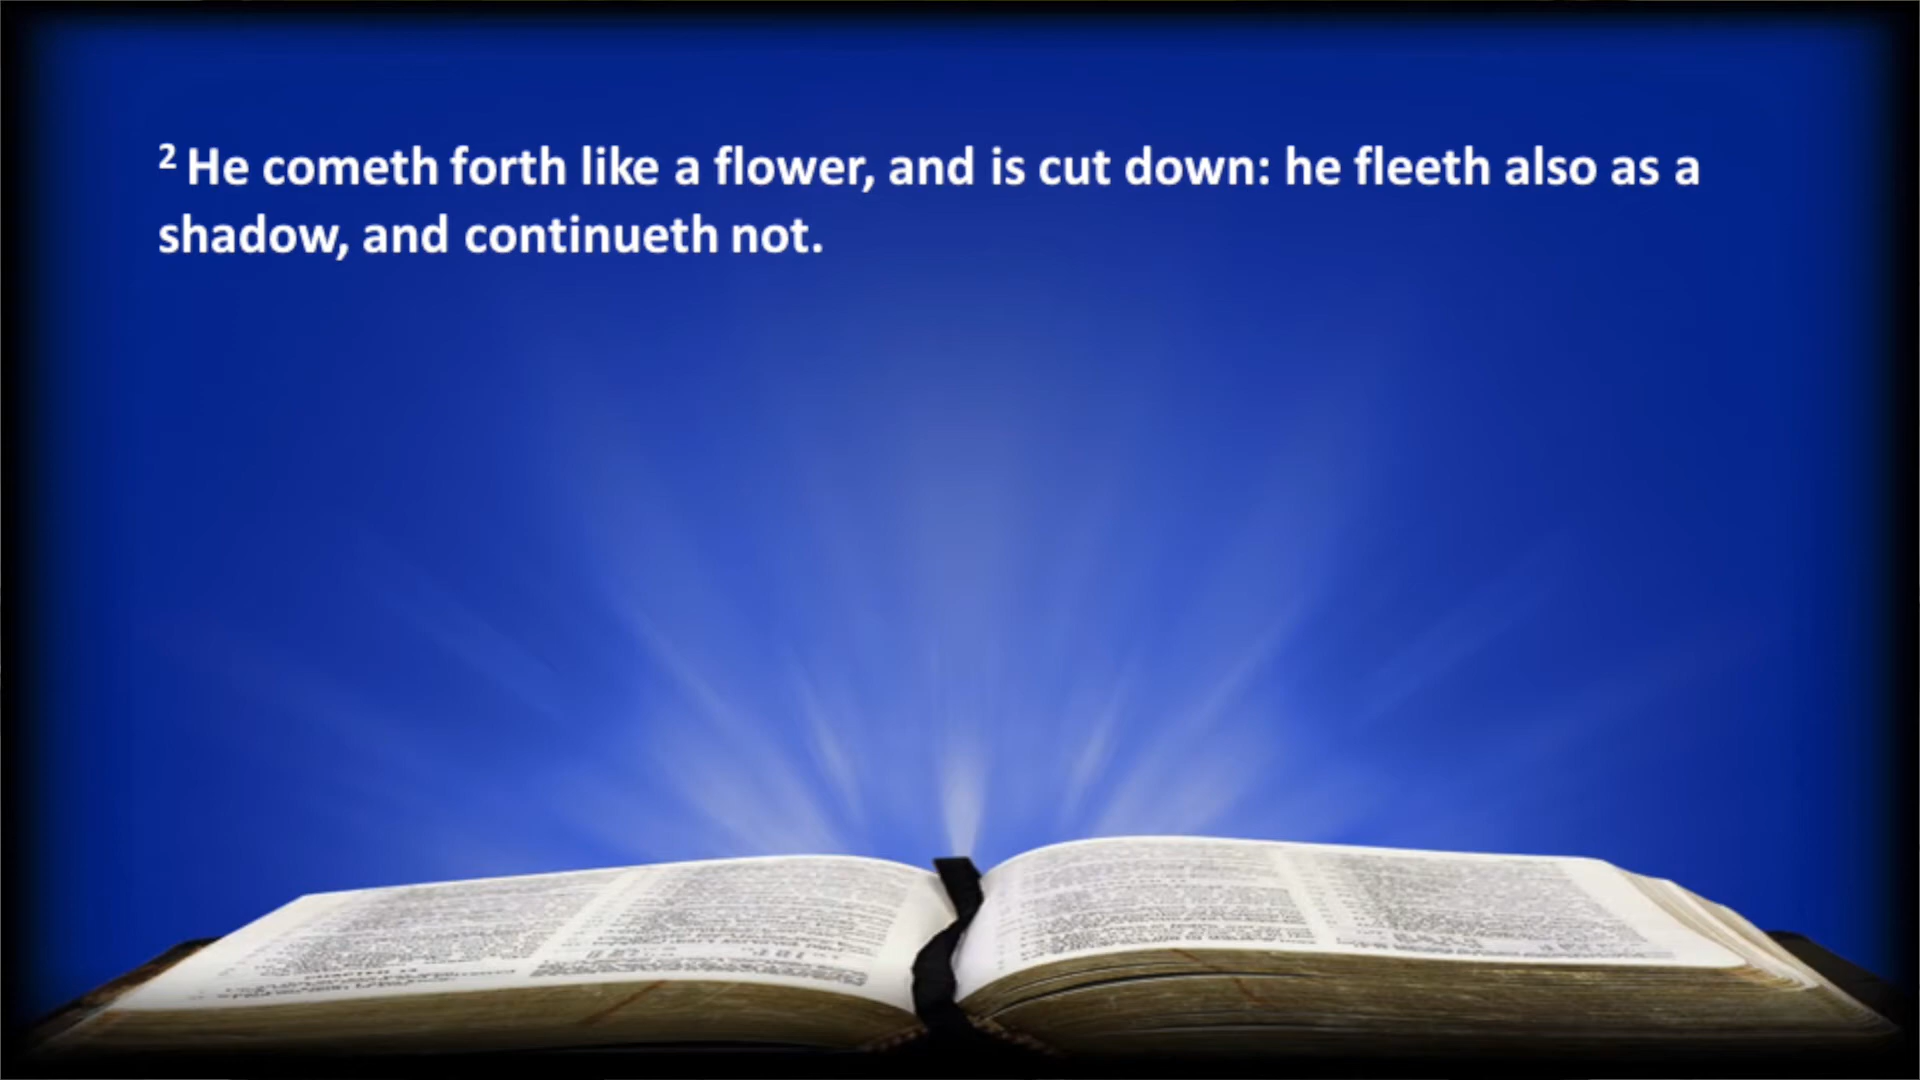 2 He cometh forth like a flower, and is cut down: he fleeth also as a
shadow, and continueth not.